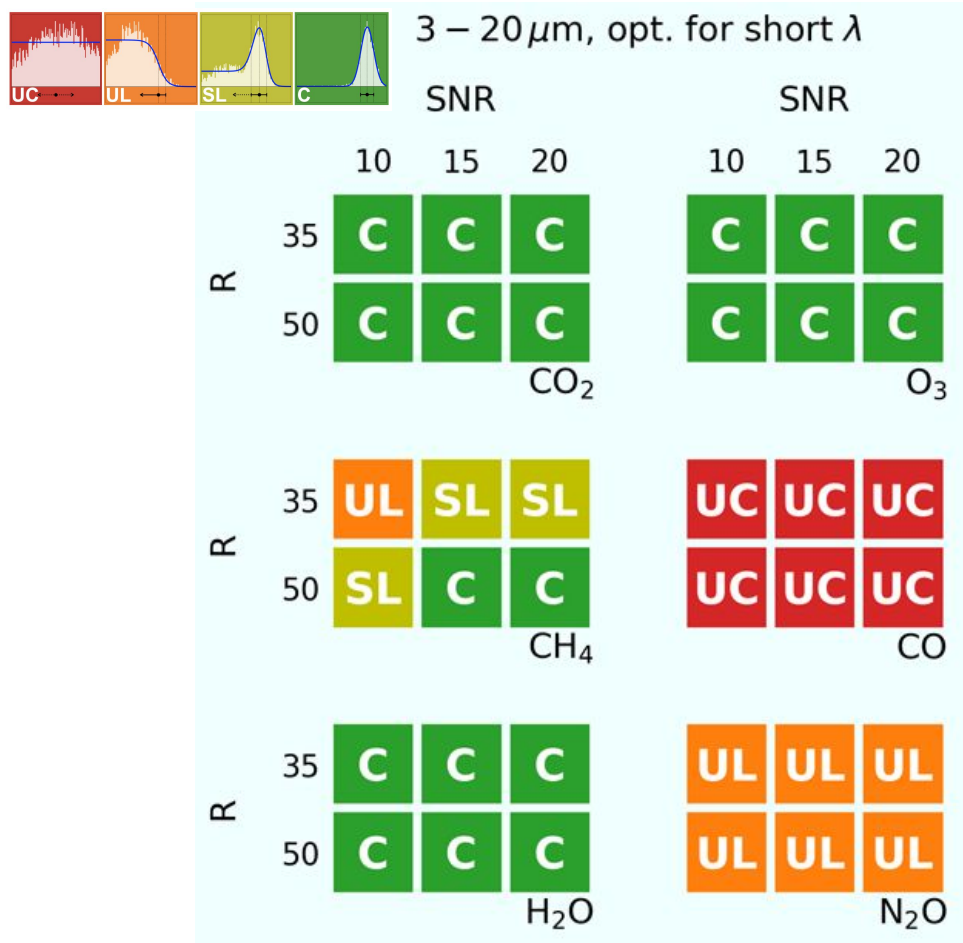 UC UL SL C
3 – 20 μm, opt. for short λ
SNR SNR
10 15 20 10 15 20
35 C C C C C C
R
50 C C C C C C
CO₂ O₃
35 UL SL SL UC UC UC
R
50 SL C C UC UC UC
CH₄ CO
35 C C C UL UL UL
R
50 C C C UL UL UL
H₂O N₂O